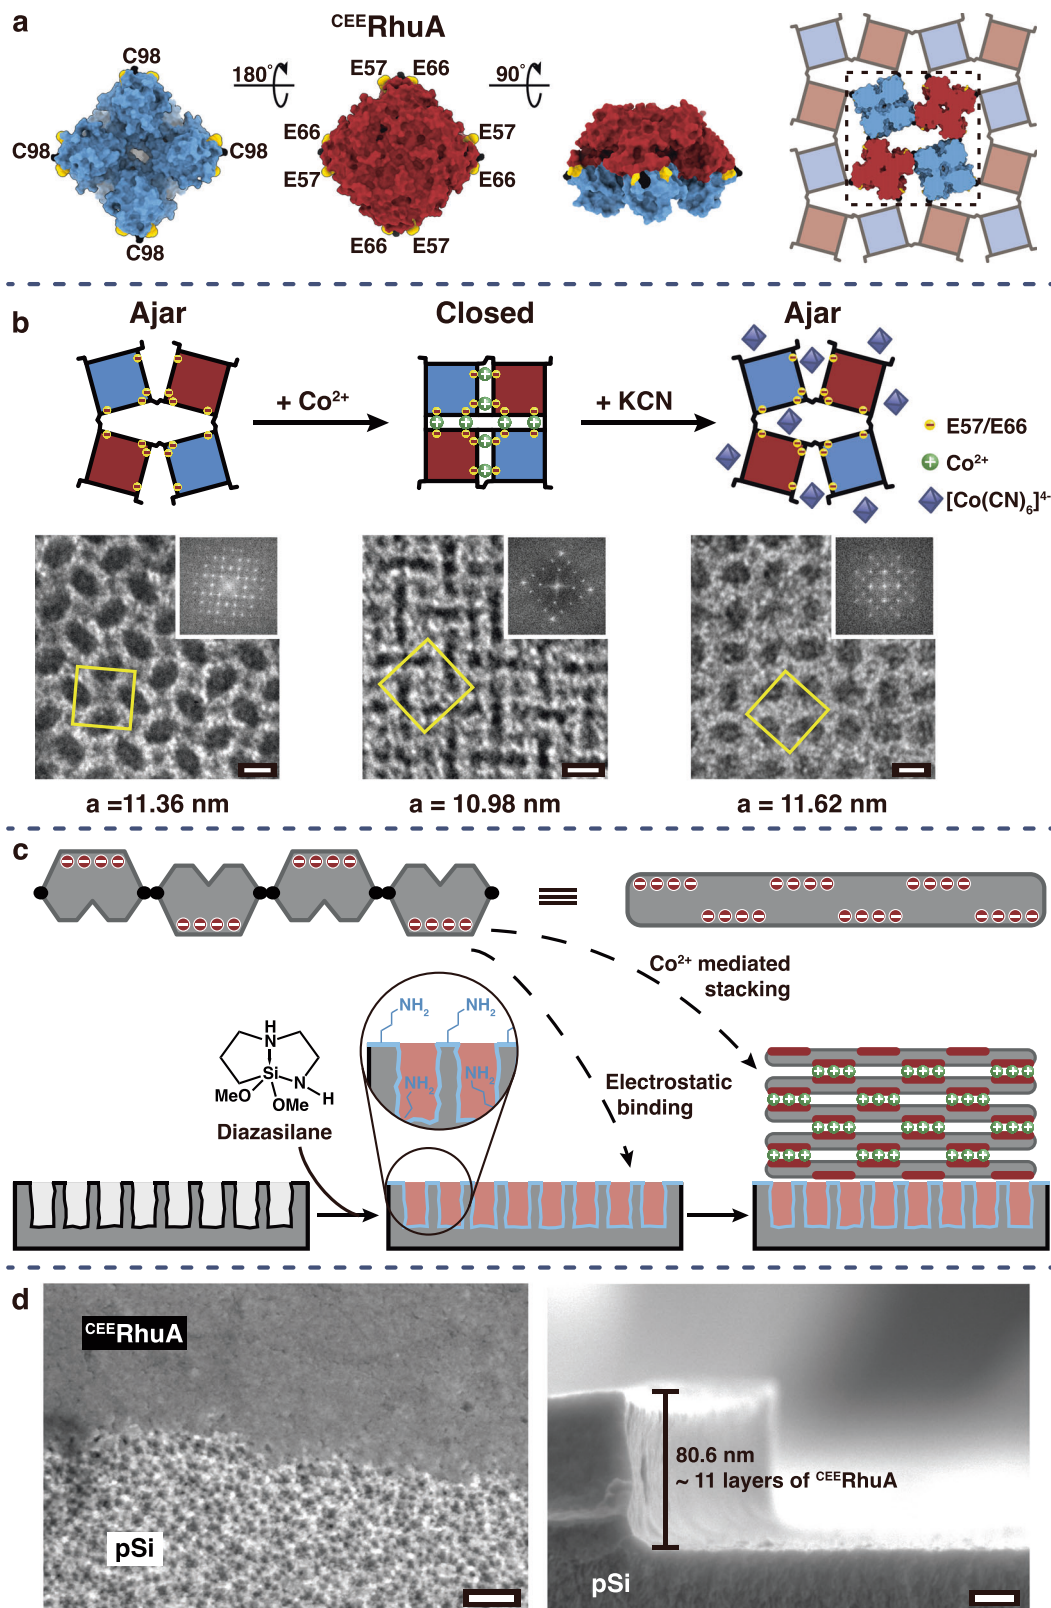 a
CEERhuA
C98
180°
E57 E66
90°
C98
C98
E66
E57
E57
E66
C98
E66 E57
b
Ajar
Closed
Ajar
+ Co2+
+ KCN
E57/E66
Co2+
[Co(CN)6]4-
a =11.36 nm
a = 10.98 nm
a = 11.62 nm
c
Co2+ mediated
stacking
NH2
NH2
NH2
NH2
H
N
Si
N H
MeO
OMe
Diazasilane
Electrostatic
binding
d
CEERhuA
pSi
80.6 nm
~ 11 layers of CEERhuA
pSi